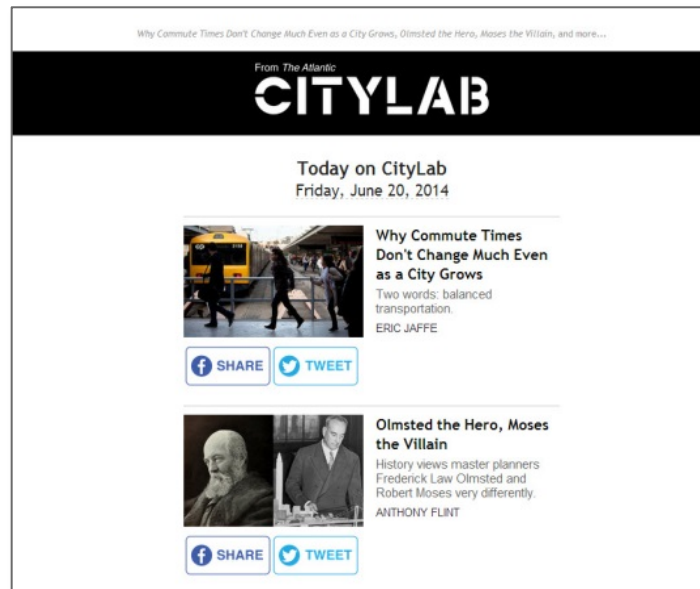 Why Commute Times Don't Change Much Even as a City Grows, Olmsted the Hero, Moses the Villain, and more...
From The Atlantic
CITYLAB
Today on CityLab
Friday, June 20, 2014
Why Commute Times
Don't Change Much Even
as a City Grows
Two words: balanced
transportation.
ERIC JAFFE
SHARE TWEET
Olmsted the Hero, Moses
the Villain
History views master planners
Frederick Law Olmsted and
Robert Moses very differently.
ANTHONY FLINT
SHARE TWEET